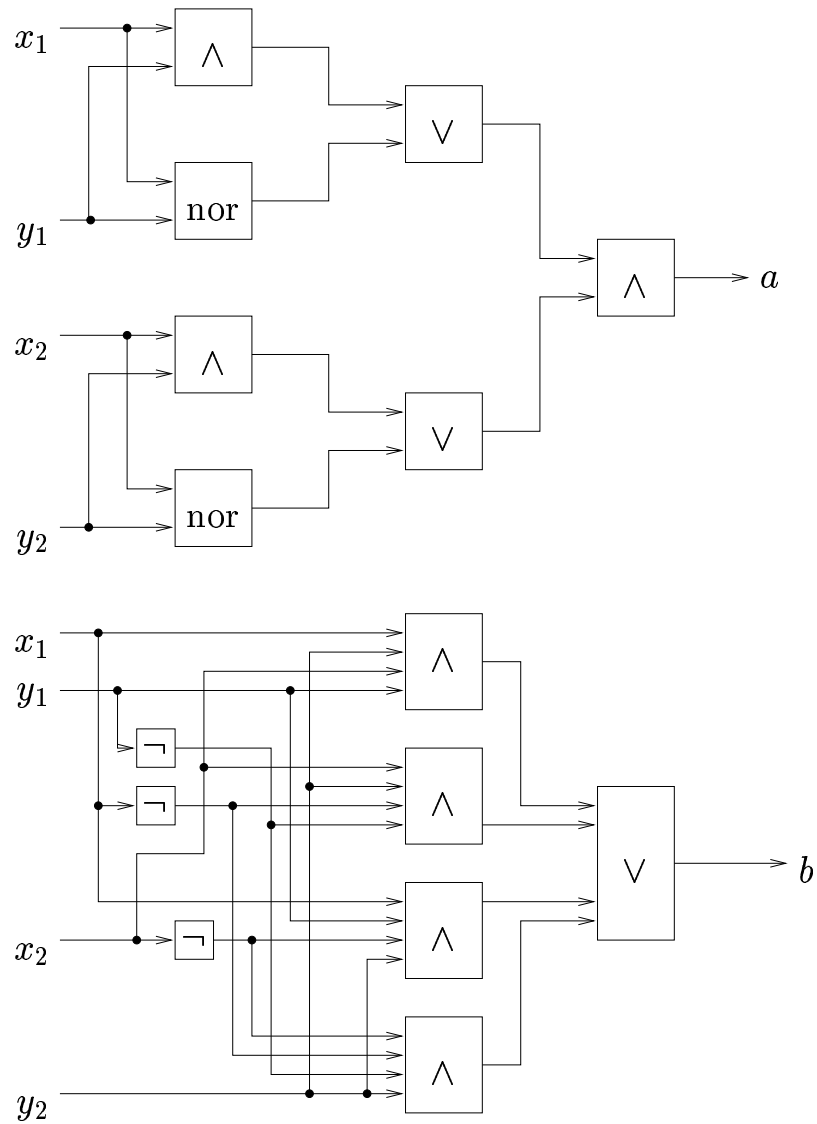 x₁
∧
∨
nor
y₁
∧
a
x₂
∧
∨
nor
y₂
x₁
∧
y₁
¬
¬
∧
∨
b
x₂
¬
∧
∧
y₂